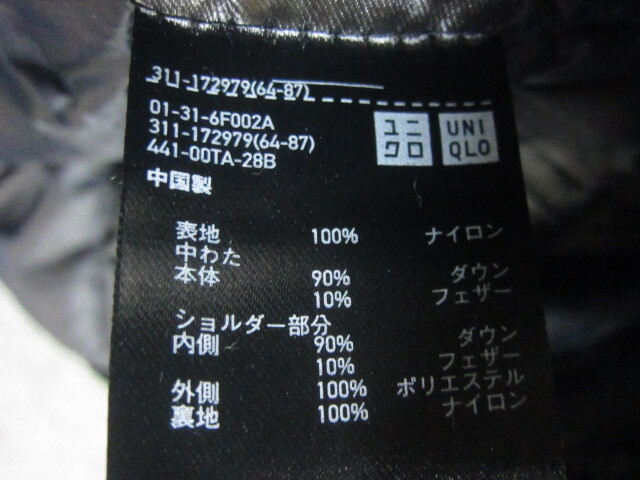 311-172979(64-87)
01-31-6F002A
311-172979(64-87)
441-00TA-28B
中国製
ユニクロ
UNIQLO
表地 100% ナイロン
中わた
本体 90% ダウン
10% フェザー
ショルダー部分
内側 90% ダウン
10% フェザー
外側 100% ポリエステル
裏地 100% ナイロン